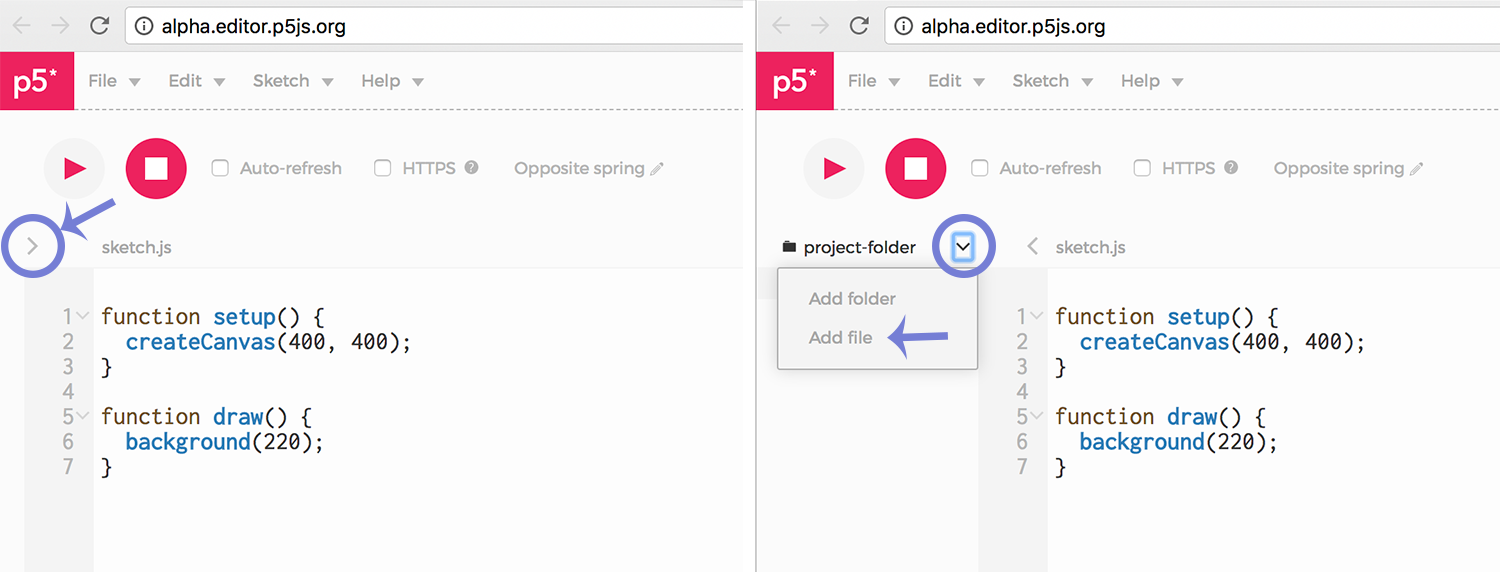 alpha.editor.p5js.org
p5* File Edit Sketch Help
Auto-refresh HTTPS ? Opposite spring
sketch.js
1 function setup() {
2 createCanvas(400, 400);
3 }
4
5 function draw() {
6 background(220);
7 }
alpha.editor.p5js.org
p5* File Edit Sketch Help
Auto-refresh HTTPS ? Opposite spring
project-folder sketch.js
Add folder
Add file
1 function setup() {
2 createCanvas(400, 400);
3 }
4
5 function draw() {
6 background(220);
7 }